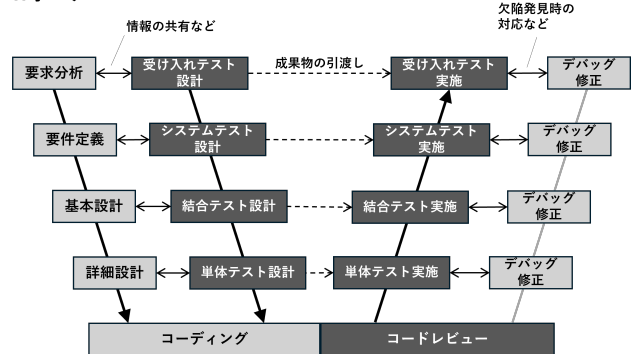 情報の共有など
欠陥発見時の
対応など
要求分析
受け入れテスト
設計
成果物の引渡し
受け入れテスト
実施
デバッグ
修正
要件定義
システムテスト
設計
システムテスト
実施
デバッグ
修正
基本設計
結合テスト設計
結合テスト実施
デバッグ
修正
詳細設計
単体テスト設計
単体テスト実施
デバッグ
修正
コーディング
コードレビュー